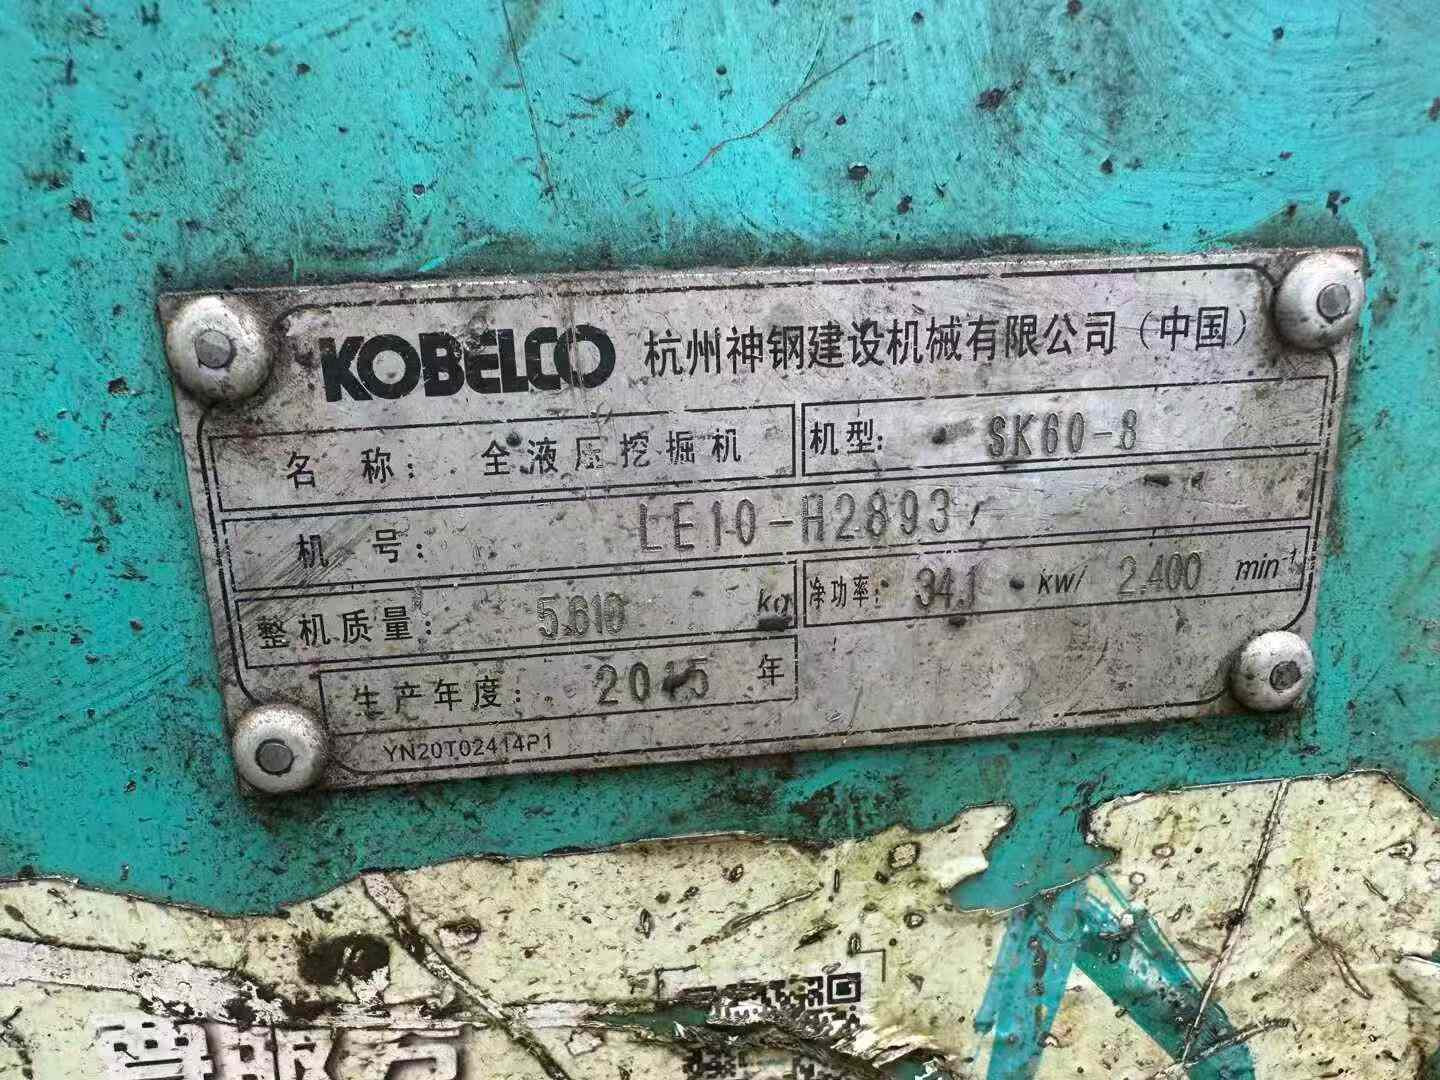 KOBELCO 杭州神钢建设机械有限公司（中国）
名 称： 全液压挖掘机 机型： SK60-8
机 号： LE10-H2893
整机质量： 5,610 kg 净功率： 34.1 kw/ 2,400 min⁻¹
生产年度： 2015 年
YN20T02414P1